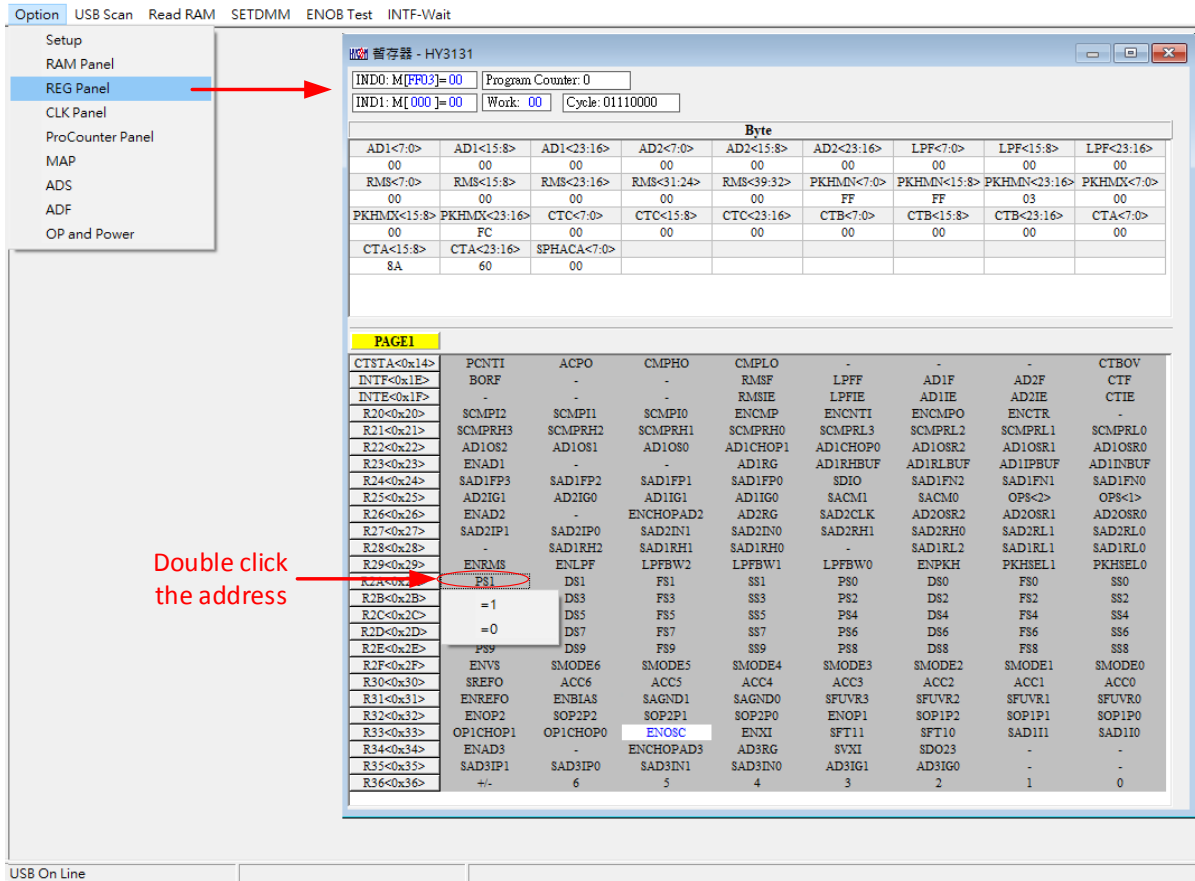 Option USB Scan Read RAM SETDMM ENOB Test INTF-Wait
Setup
RAM Panel
REG Panel
CLK Panel
ProCounter Panel
MAP
ADS
ADF
OP and Power
暫存器 - HY3131
IND0: M[FF03]= 00 Program Counter: 0
IND1: M[ 000 ]= 00 Work: 00 Cycle: 01110000
Byte
AD1<7:0> AD1<15:8> AD1<23:16> AD2<7:0> AD2<15:8> AD2<23:16> LPF<7:0> LPF<15:8> LPF<23:16>
00 00 00 00 00 00 00 00 00
RMS<7:0> RMS<15:8> RMS<23:16> RMS<31:24> RMS<39:32> PKHMN<7:0> PKHMN<15:8> PKHMN<23:16> PKHMX<7:0>
00 00 00 00 00 FF FF 03 00
PKHMX<15:8> PKHMX<23:16> CTC<7:0> CTC<15:8> CTC<23:16> CTB<7:0> CTB<15:8> CTB<23:16> CTA<7:0>
00 FC 00 00 00 00 00 00 00
CTA<15:8> CTA<23:16> SPHACA<7:0>
8A 60 00
PAGE1
CTSTA<0x14> PCNTI ACPO CMPHO CMPLO - - - CTBOV
INTF<0x1E> BORF - - RMSF LPFF AD1F AD2F CTF
INTE<0x1F> - - - RMSIE LPFIE AD1IE AD2IE CTIE
R20<0x20> SCMPI2 SCMPI1 SCMPI0 ENCMP ENCNTI ENCMPO ENCTR -
R21<0x21> SCMPRH3 SCMPRH2 SCMPRH1 SCMPRH0 SCMPRL3 SCMPRL2 SCMPRL1 SCMPRL0
R22<0x22> AD1OS2 AD1OS1 AD1OS0 AD1CHOP1 AD1CHOP0 AD1OSR2 AD1OSR1 AD1OSR0
R23<0x23> ENAD1 - - AD1RG AD1RHBUF AD1RLBUF AD1IPBUF AD1INBUF
R24<0x24> SAD1FP3 SAD1FP2 SAD1FP1 SAD1FP0 SDIO SAD1FN2 SAD1FN1 SAD1FN0
R25<0x25> AD2IG1 AD2IG0 AD1IG1 AD1IG0 SACM1 SACM0 OPS<2> OPS<1>
R26<0x26> ENAD2 - ENCHOPAD2 AD2RG SAD2CLK AD2OSR2 AD2OSR1 AD2OSR0
R27<0x27> SAD2IP1 SAD2IP0 SAD2IN1 SAD2IN0 SAD2RH1 SAD2RH0 SAD2RL1 SAD2RL0
R28<0x28> - SAD1RH2 SAD1RH1 SAD1RH0 - SAD1RL2 SAD1RL1 SAD1RL0
R29<0x29> ENRMS ENLPF LPFBW2 LPFBW1 LPFBW0 ENPKH PKHSEL1 PKHSEL0
Double click
the address
PS1 DS1 FS1 SS1 PS0 DS0 FS0 SS0
R2B<0x2B> DS3 FS3 SS3 PS2 DS2 FS2 SS2
=1
R2C<0x2C> DS5 FS5 SS5 PS4 DS4 FS4 SS4
R2D<0x2D> DS7 FS7 SS7 PS6 DS6 FS6 SS6
=0
R2E<0x2E> PS9 DS9 FS9 SS9 PS8 DS8 FS8 SS8
R2F<0x2F> ENVS SMODE6 SMODE5 SMODE4 SMODE3 SMODE2 SMODE1 SMODE0
R30<0x30> SREFO ACC6 ACC5 ACC4 ACC3 ACC2 ACC1 ACC0
R31<0x31> ENREFO ENBIAS SAGND1 SAGND0 SFUVR3 SFUVR2 SFUVR1 SFUVR0
R32<0x32> ENOP2 SOP2P2 SOP2P1 SOP2P0 ENOP1 SOP1P2 SOP1P1 SOP1P0
R33<0x33> OP1CHOP1 OP1CHOP0 ENOSC ENXI SFT11 SFT10 SAD1I1 SAD1I0
R34<0x34> ENAD3 - ENCHOPAD3 AD3RG SVXI SDO23 - -
R35<0x35> SAD3IP1 SAD3IP0 SAD3IN1 SAD3IN0 AD3IG1 AD3IG0 - -
R36<0x36> +/- 6 5 4 3 2 1 0
USB On Line